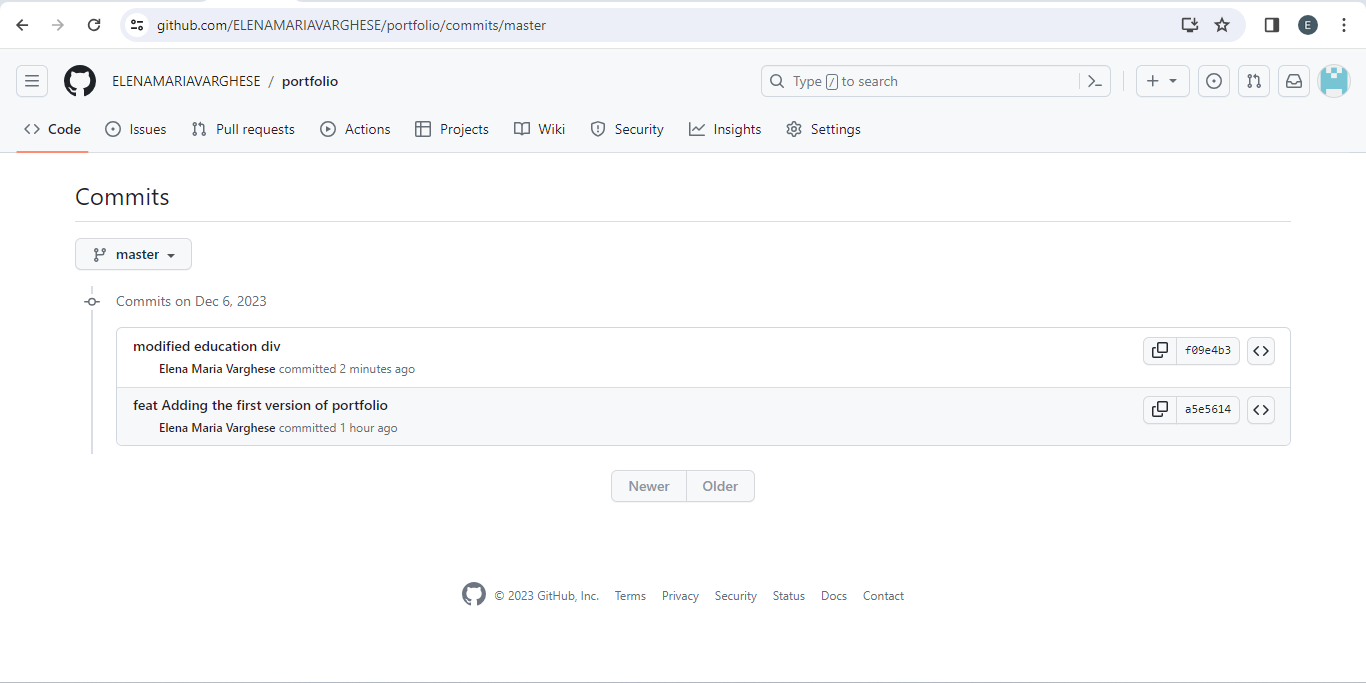 github.com/ELENAMARIAVARGHESE/portfolio/commits/master
E
ELENAMARIAVARGHESE / portfolio
Type / to search
Code Issues Pull requests Actions Projects Wiki Security Insights Settings
Commits
master
Commits on Dec 6, 2023
modified education div
Elena Maria Varghese committed 2 minutes ago
f09e4b3
feat Adding the first version of portfolio
Elena Maria Varghese committed 1 hour ago
a5e5614
Newer Older
© 2023 GitHub, Inc. Terms Privacy Security Status Docs Contact